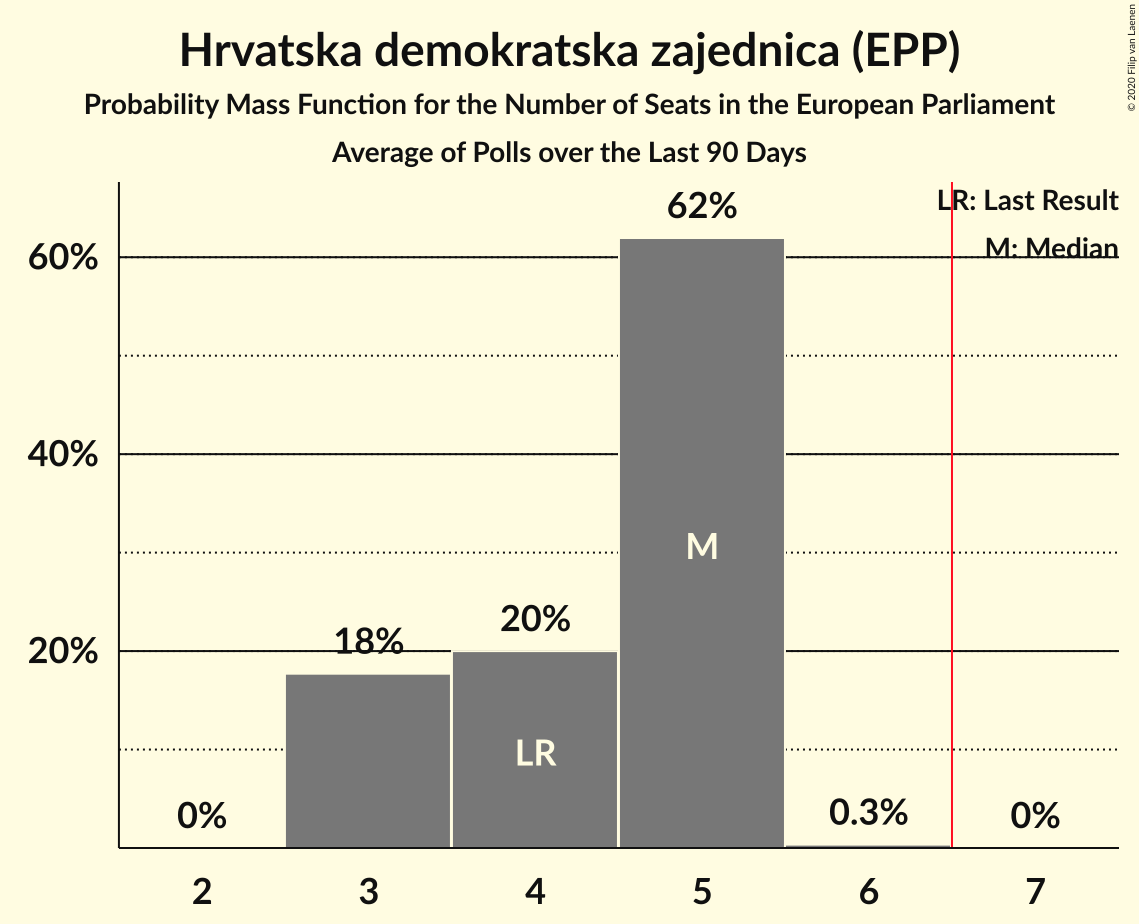 Hrvatska demokratska zajednica (EPP)
Probability Mass Function for the Number of Seats in the European Parliament
Average of Polls over the Last 90 Days
© 2020 Filip van Laenen
LR: Last Result
M: Median
62%
60%
40%
M
20%
18%
20%
LR
0%
0.3%
0%
2 3 4 5 6 7